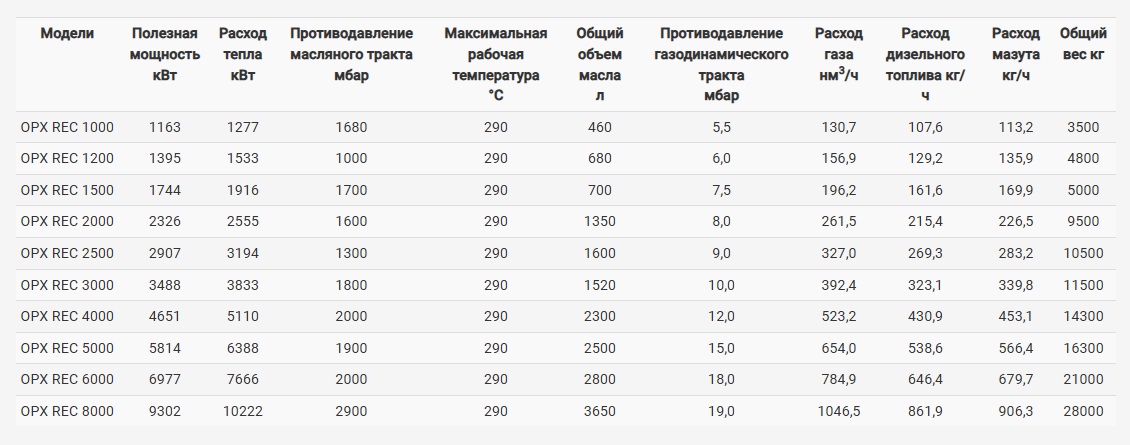 Модели Полезная Расход Противодавление Максимальная Общий Противодавление Расход Расход Расход Общий
мощность тепла масляного тракта рабочая объем газодинамического газа дизельного мазута вес кг
кВт кВт мбар температура масла тракта нм³/ч топлива кг/ кг/ч
°C л мбар ч
OPX REC 1000 1163 1277 1680 290 460 5,5 130,7 107,6 113,2 3500
OPX REC 1200 1395 1533 1000 290 680 6,0 156,9 129,2 135,9 4800
OPX REC 1500 1744 1916 1700 290 700 7,5 196,2 161,6 169,9 5000
OPX REC 2000 2326 2555 1600 290 1350 8,0 261,5 215,4 226,5 9500
OPX REC 2500 2907 3194 1300 290 1600 9,0 327,0 269,3 283,2 10500
OPX REC 3000 3488 3833 1800 290 1520 10,0 392,4 323,1 339,8 11500
OPX REC 4000 4651 5110 2000 290 2300 12,0 523,2 430,9 453,1 14300
OPX REC 5000 5814 6388 1900 290 2500 15,0 654,0 538,6 566,4 16300
OPX REC 6000 6977 7666 2000 290 2800 18,0 784,9 646,4 679,7 21000
OPX REC 8000 9302 10222 2900 290 3650 19,0 1046,5 861,9 906,3 28000